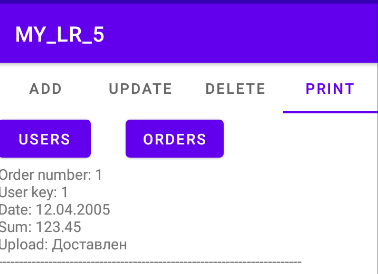 MY_LR_5
ADD UPDATE DELETE PRINT
USERS ORDERS
Order number: 1
User key: 1
Date: 12.04.2005
Sum: 123.45
Upload: Доставлен
------------------------------------------------------------